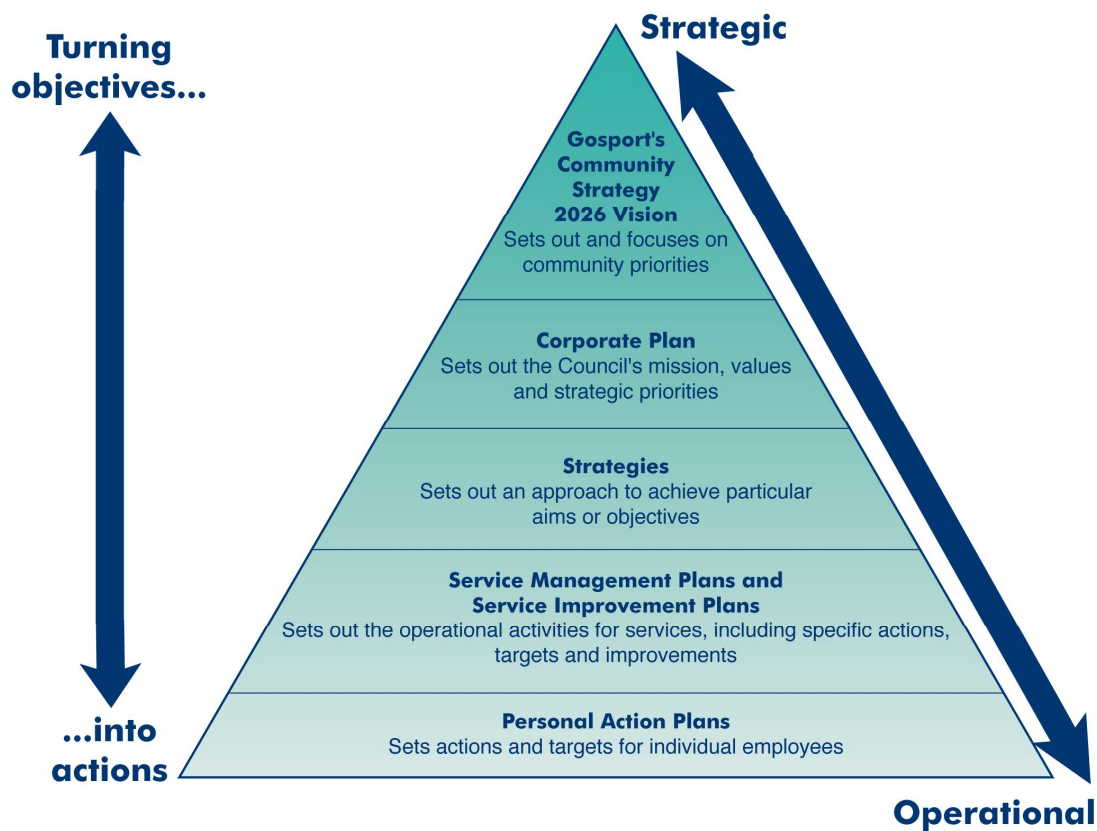 Turning
objectives...
Strategic
Gosport's
Community
Strategy
2026 Vision
Sets out and focuses on
community priorities
Corporate Plan
Sets out the Council's mission, values
and strategic priorities
Strategies
Sets out an approach to achieve particular
aims or objectives
Service Management Plans and
Service Improvement Plans
Sets out the operational activities for services, including specific actions,
targets and improvements
Personal Action Plans
Sets actions and targets for individual employees
...into
actions
Operational